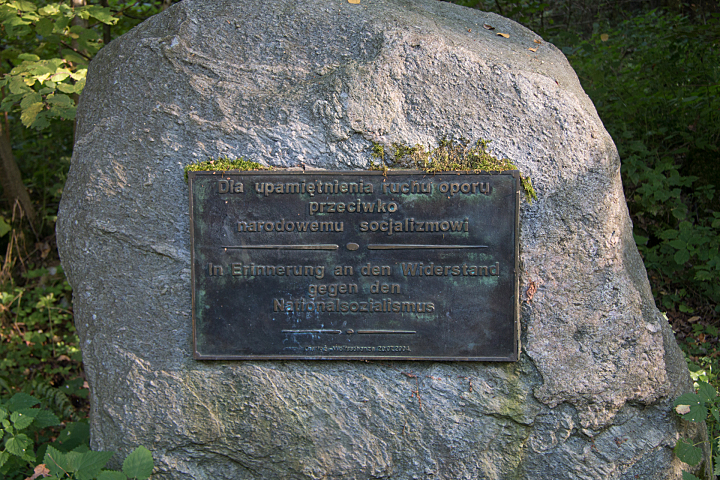 Dla upamiętnienia ruchu oporu
przeciwko
narodowemu socjalizmowi
In Erinnerung an den Widerstand
gegen den
Nationalsozialismus